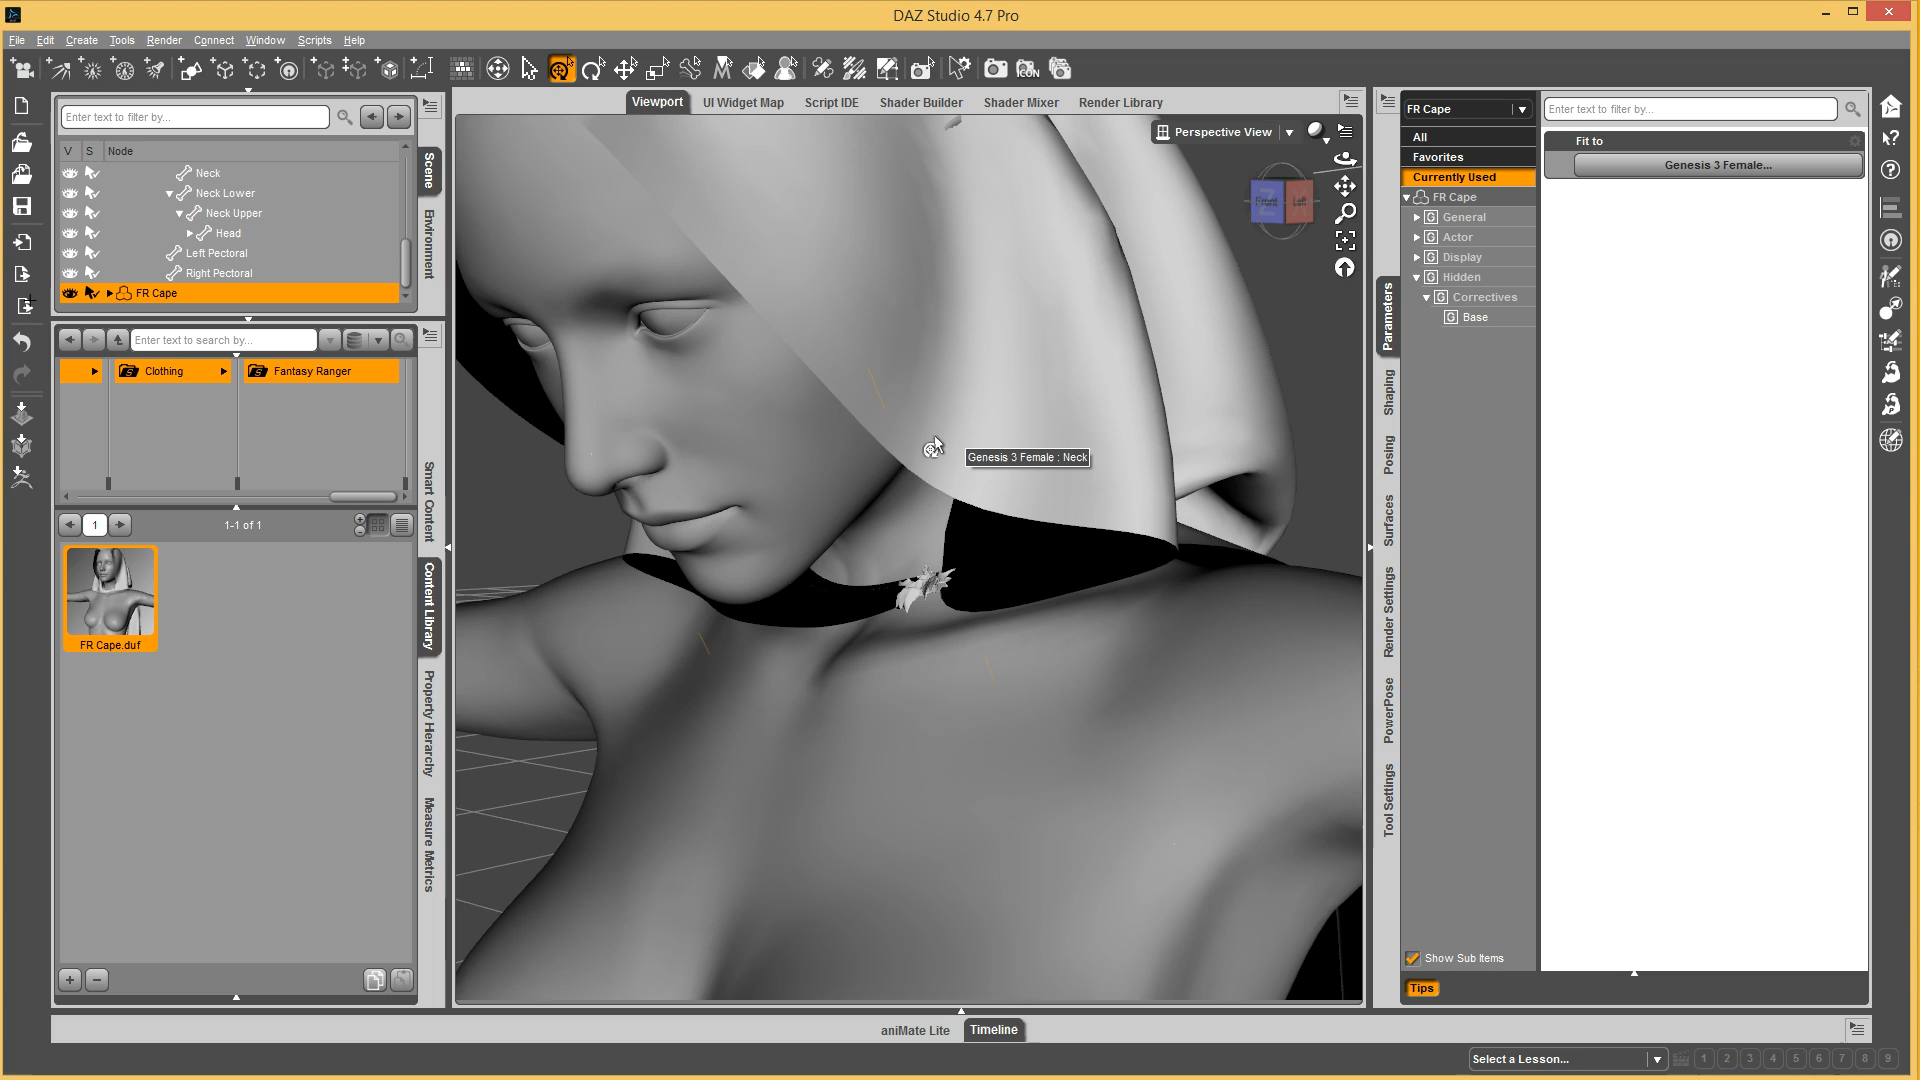 DAZ Studio 4.7 Pro
File Edit Create Tools Render Connect Window Scripts Help
ICON
Viewport UI Widget Map Script IDE Shader Builder Shader Mixer Render Library
Enter text to filter by...
V S Node
Neck
Neck Lower
Neck Upper
Head
Left Pectoral
Right Pectoral
FR Cape
Scene
Environment
Enter text to search by...
Clothing
Fantasy Ranger
1
1-1 of 1
FR Cape.duf
Smart Content
Content Library
Property Hierarchy
Measure Metrics
Perspective View
Front Left
Genesis 3 Female : Neck
Parameters
Shaping
Posing
Surfaces
Render Settings
PowerPose
Tool Settings
FR Cape
All
Favorites
Currently Used
FR Cape
G General
G Actor
G Display
G Hidden
G Correctives
G Base
Show Sub Items
Tips
Enter text to filter by...
Fit to
Genesis 3 Female...
aniMate Lite Timeline
Select a Lesson...
1 2 3 4 5 6 7 8 9